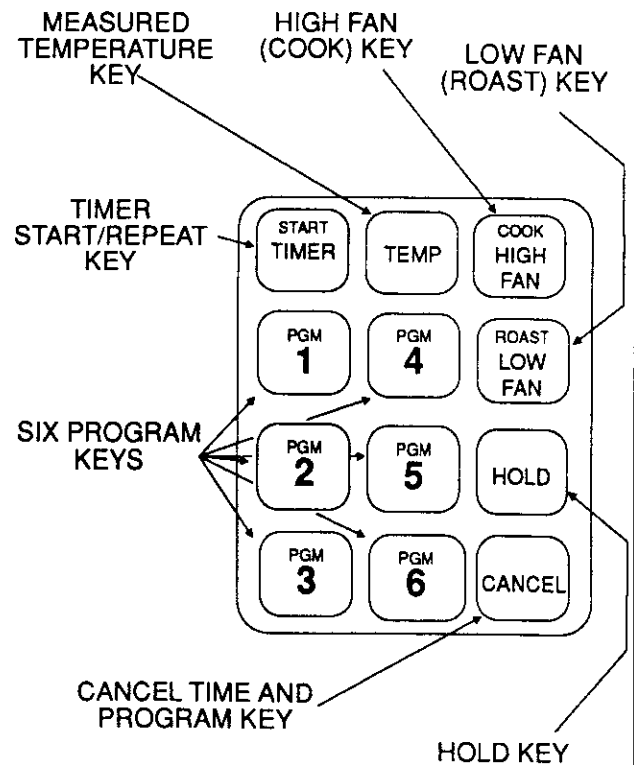 MEASURED
TEMPERATURE
KEY
HIGH FAN
(COOK) KEY
LOW FAN
(ROAST) KEY
TIMER
START/REPEAT
KEY
START
TIMER
TEMP
COOK
HIGH
FAN
PGM
1
PGM
4
ROAST
LOW
FAN
SIX PROGRAM
KEYS
PGM
2
PGM
5
HOLD
PGM
3
PGM
6
CANCEL
CANCEL TIME AND
PROGRAM KEY
HOLD KEY